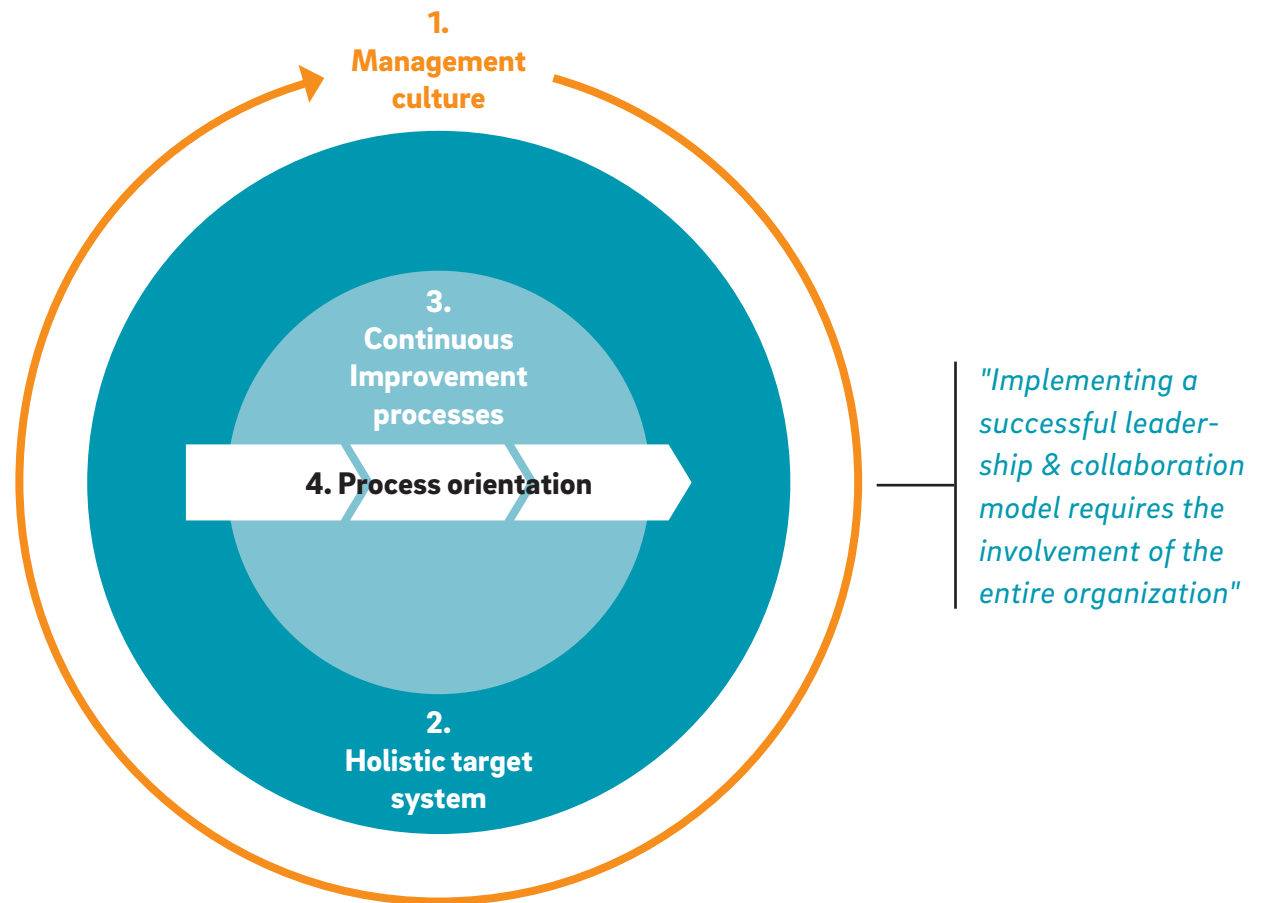 1.
Management
culture
3.
Continuous
Improvement
processes
4. Process orientation
2.
Holistic target
system
"Implementing a
successful leader-
ship & collaboration
model requires the
involvement of the
entire organization"